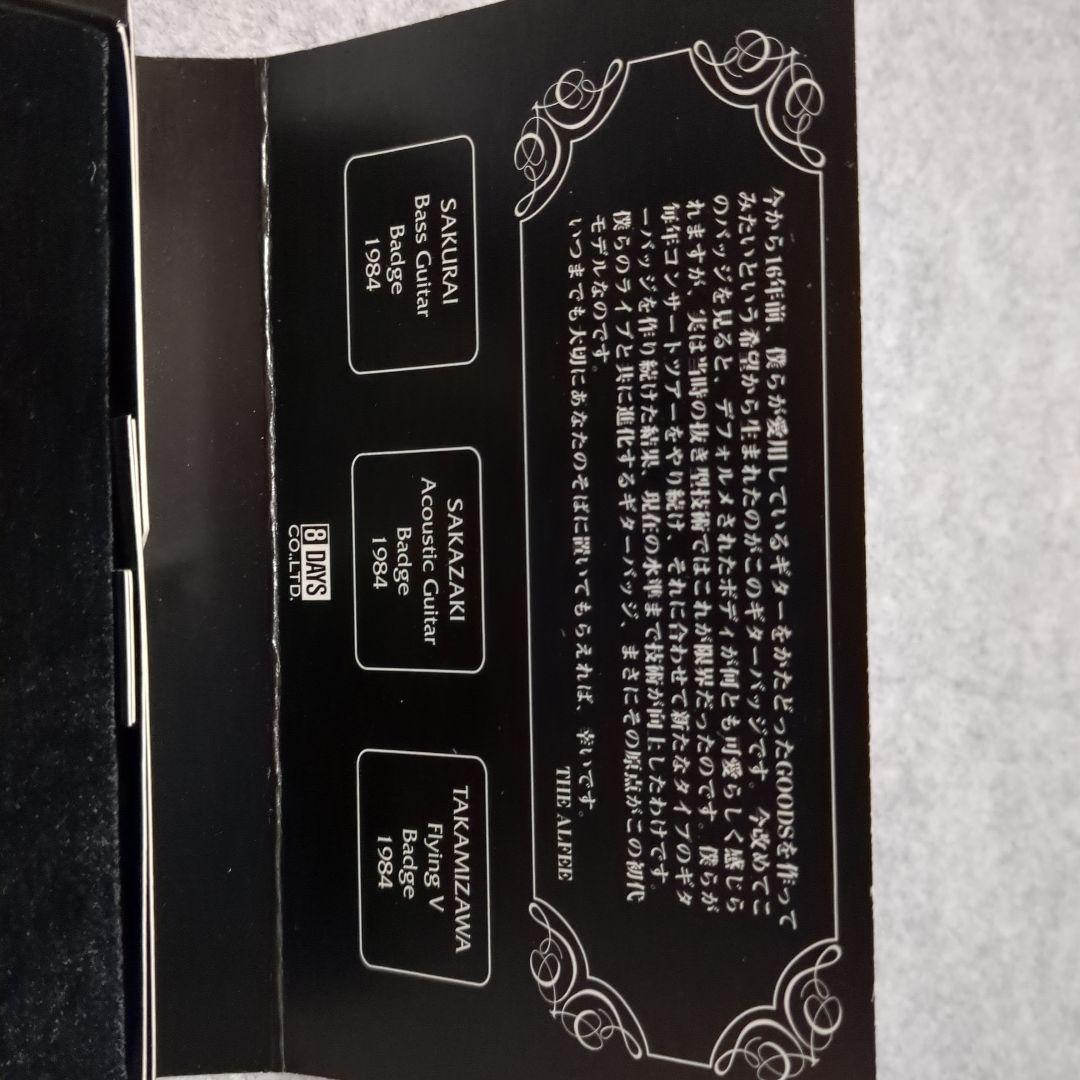 今から16年前、僕らが愛用しているギターをかたどったGOODSを作って
みたいという希望から生まれたのがこのギターバッジです。今改めてこ
のバッジを見ると、デフォルメされたボディが何とも可愛らしく感じら
れますが、実は当時の抜き型技術ではこれが限界だったのです。僕らが
毎年コンサートツアーをやり続け、それに合わせて新たなタイプのギタ
ーバッジを作り続けた結果、現在の水準まで技術が向上したわけです。
僕らのライブと共に進化するギターバッジ、まさにその原点がこの初代
モデルなのです。
いつまでも大切にあなたのそばに置いてもらえれば、幸いです。
THE ALFEE
SAKURAI
Bass Guitar
Badge
1984
SAKAZAKI
Acoustic Guitar
Badge
1984
TAKAMIZAWA
Flying V
Badge
1984
8 DAYS
CO.,LTD.